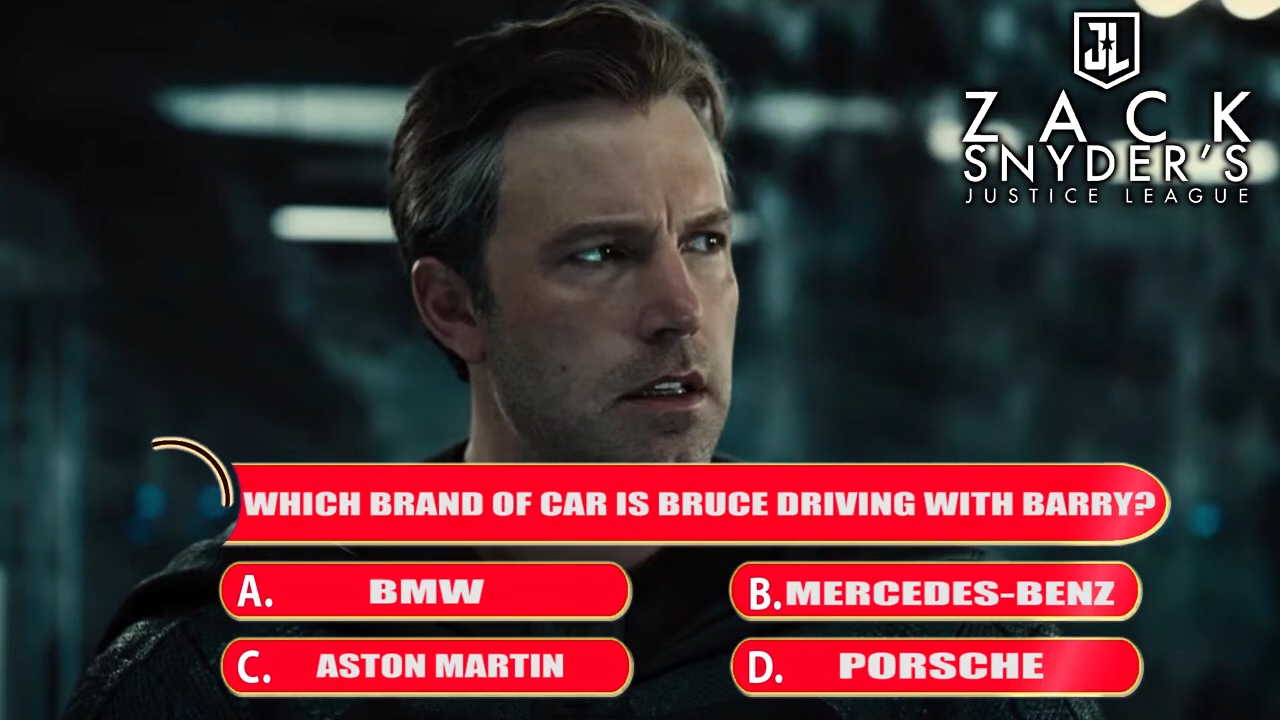 JL
ZACK
SNYDER'S
JUSTICE LEAGUE
WHICH BRAND OF CAR IS BRUCE DRIVING WITH BARRY?
A. BMW
B. MERCEDES-BENZ
C. ASTON MARTIN
D. PORSCHE